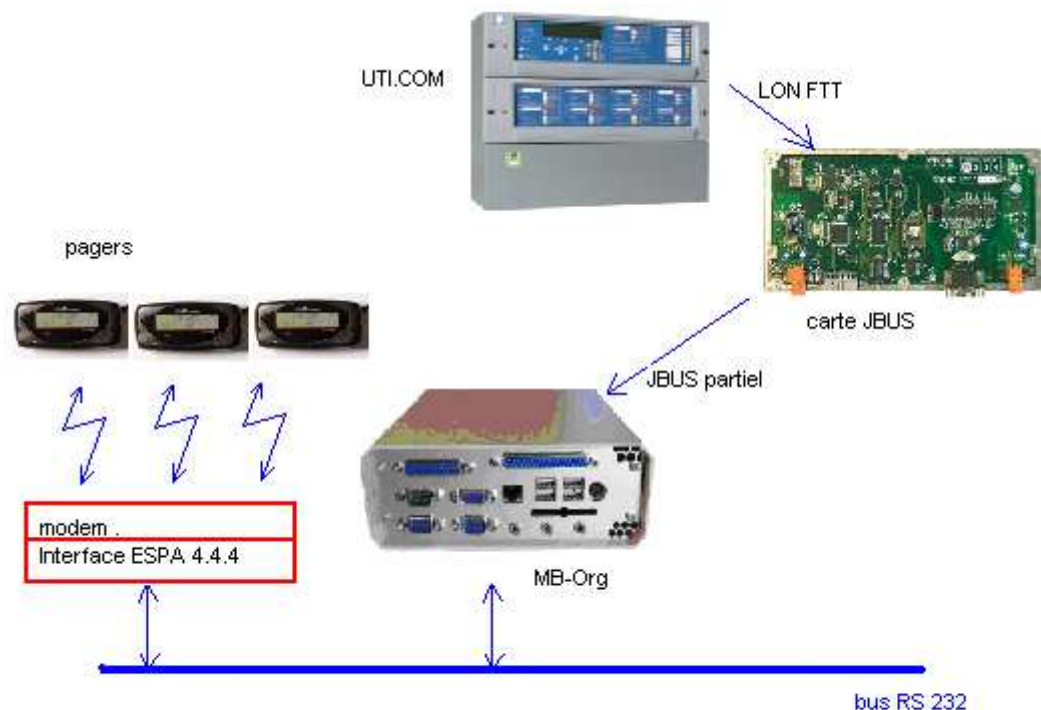 UTI.COM
LON FTT
pagers
carte JBUS
JBUS partiel
modem .
Interface ESPA 4.4.4
MB-Org
bus RS 232